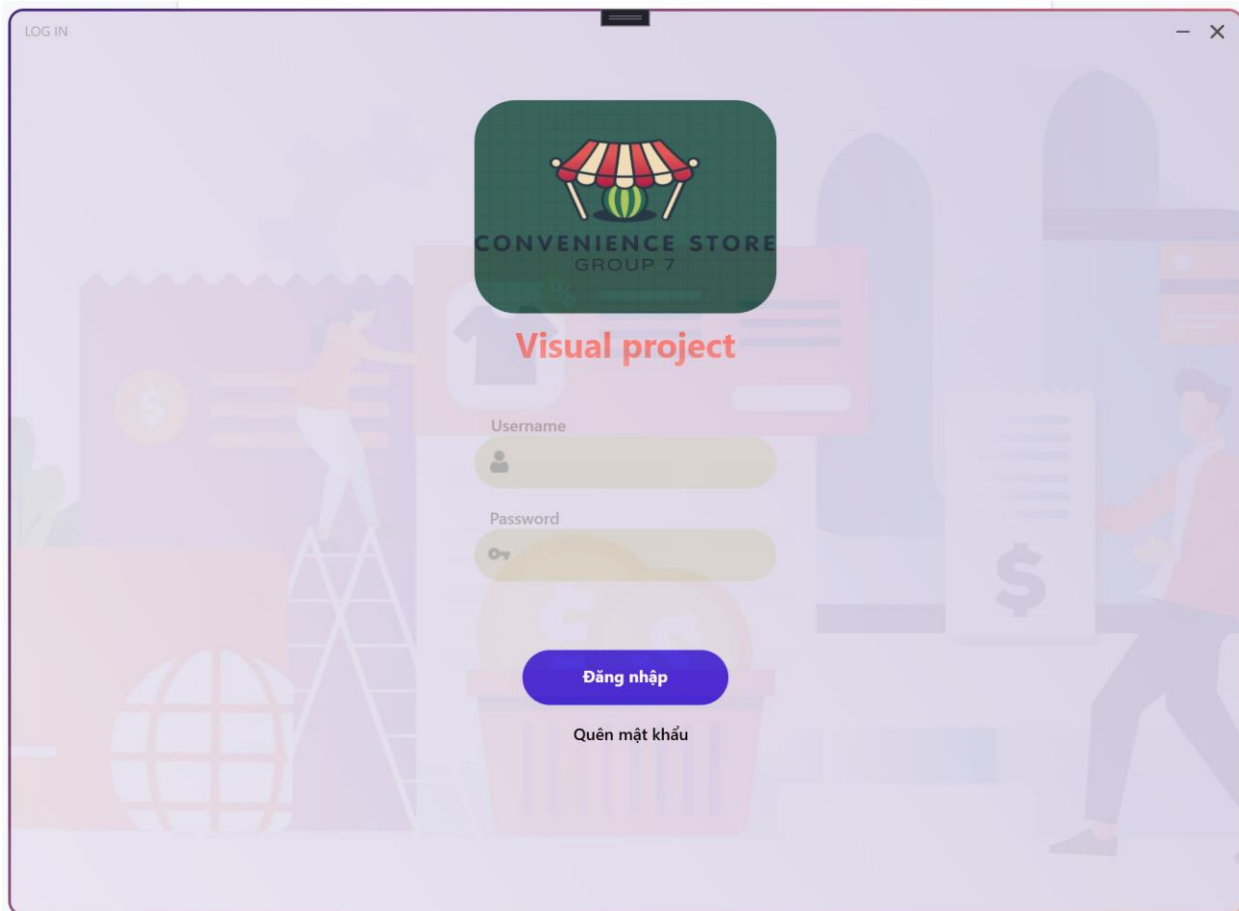 LOG IN
CONVENIENCE STORE
GROUP 7
%
Visual project
Username
$
Password
$
Đăng nhập
Quên mật khẩu